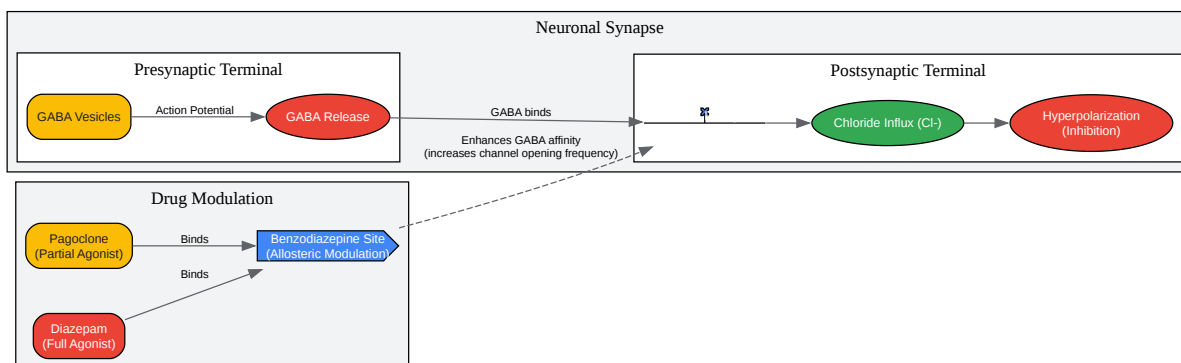 Neuronal Synapse
Presynaptic Terminal
GABA Vesicles
Action Potential
GABA Release
GABA binds
Enhances GABA affinity
(increases channel opening frequency)
Postsynaptic Terminal
Chloride Influx (Cl-)
Hyperpolarization
(Inhibition)
Drug Modulation
Pagoclone
(Partial Agonist)
Binds
Benzodiazepine Site
(Allosteric Modulation)
Binds
Diazepam
(Full Agonist)